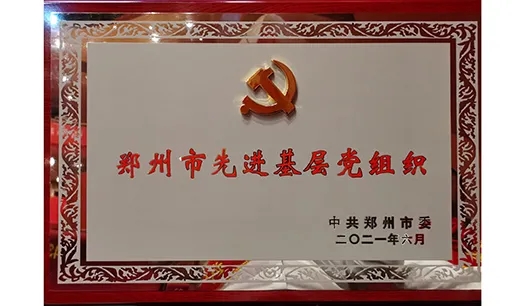 郑州市先进基层党组织
中共郑州市委
二〇二一年六月